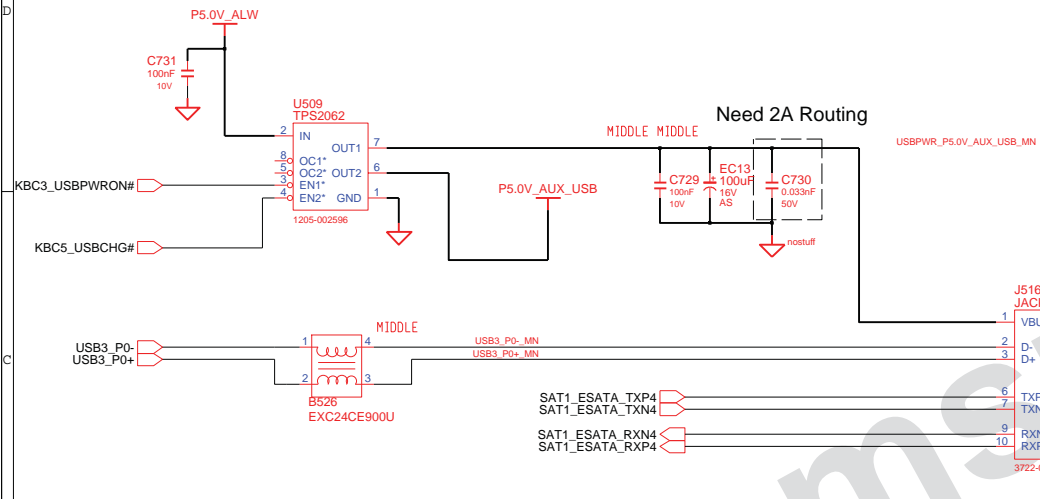 D
P5.0V_ALW
C731
100nF
10V
U509
TPS2062
2
IN
OUT1
7
8
OC1*
5
OC2*
OUT2
6
3
EN1*
4
EN2*
GND
1
1205-002596
KBC3_USBPWRON#
KBC5_USBCHG#
P5.0V_AUX_USB
Need 2A Routing
MIDDLE MIDDLE
USBPWR_P5.0V_AUX_USB_MN
C729
100nF
10V
EC13
100uF
16V
AS
C730
0.033nF
50V
nostuff
J516
1
2
D-
3
D+
6
7
9
10
MIDDLE
USB3_P0-
USB3_P0+
1
4
2
3
USB3_P0-_MN
USB3_P0+_MN
B526
EXC24CE900U
C
SAT1_ESATA_TXP4
SAT1_ESATA_TXN4
SAT1_ESATA_RXN4
SAT1_ESATA_RXP4